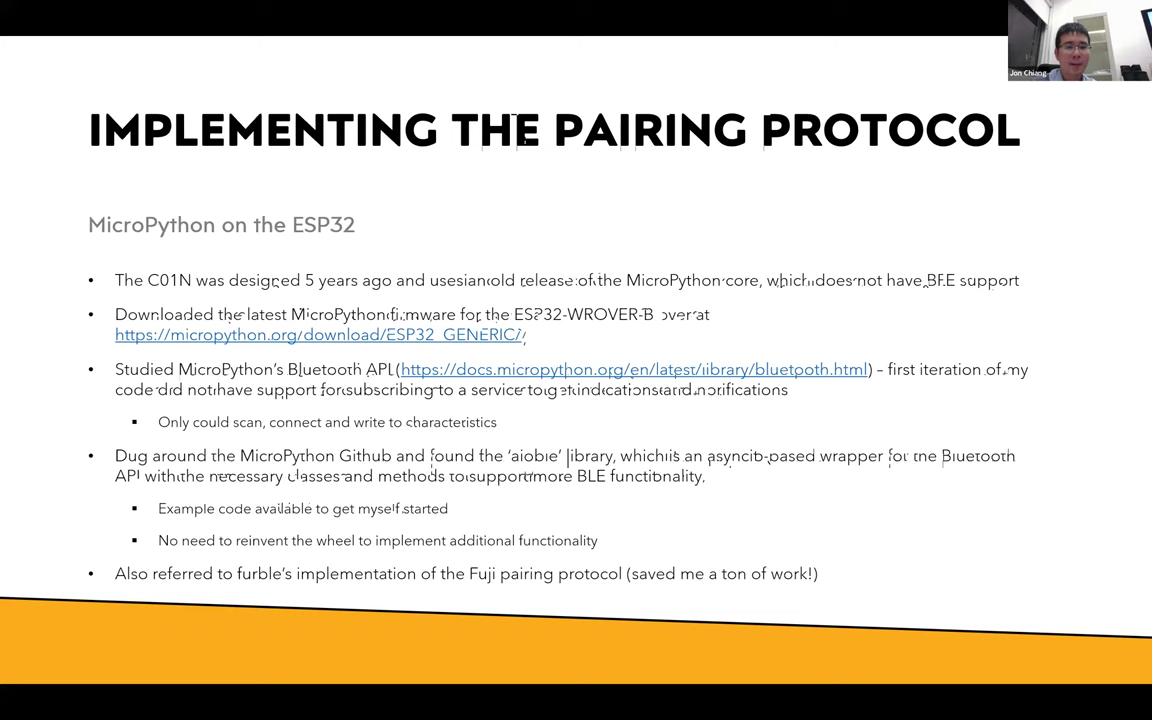 Jon Chiang
IMPLEMENTING THE PAIRING PROTOCOL
MicroPython on the ESP32
• The C01N was designed 5 years ago and uses an old release of the MicroPython core, which does not have BLE support
• Downloaded the latest MicroPython firmware for the ESP32-WROVER-B over at
https://micropython.org/download/ESP32_GENERIC/
• Studied MicroPython's Bluetooth API (https://docs.micropython.org/en/latest/library/bluetooth.html) – first iteration of my
code did not have support for subscribing to a service to get indications and notifications
▪ Only could scan, connect and write to characteristics
• Dug around the MicroPython Github and found the 'aioble' library, which is an asyncio-based wrapper for the Bluetooth
API with the necessary classes and methods to support more BLE functionality.
▪ Example code available to get myself started
▪ No need to reinvent the wheel to implement additional functionality
• Also referred to furble's implementation of the Fuji pairing protocol (saved me a ton of work!)